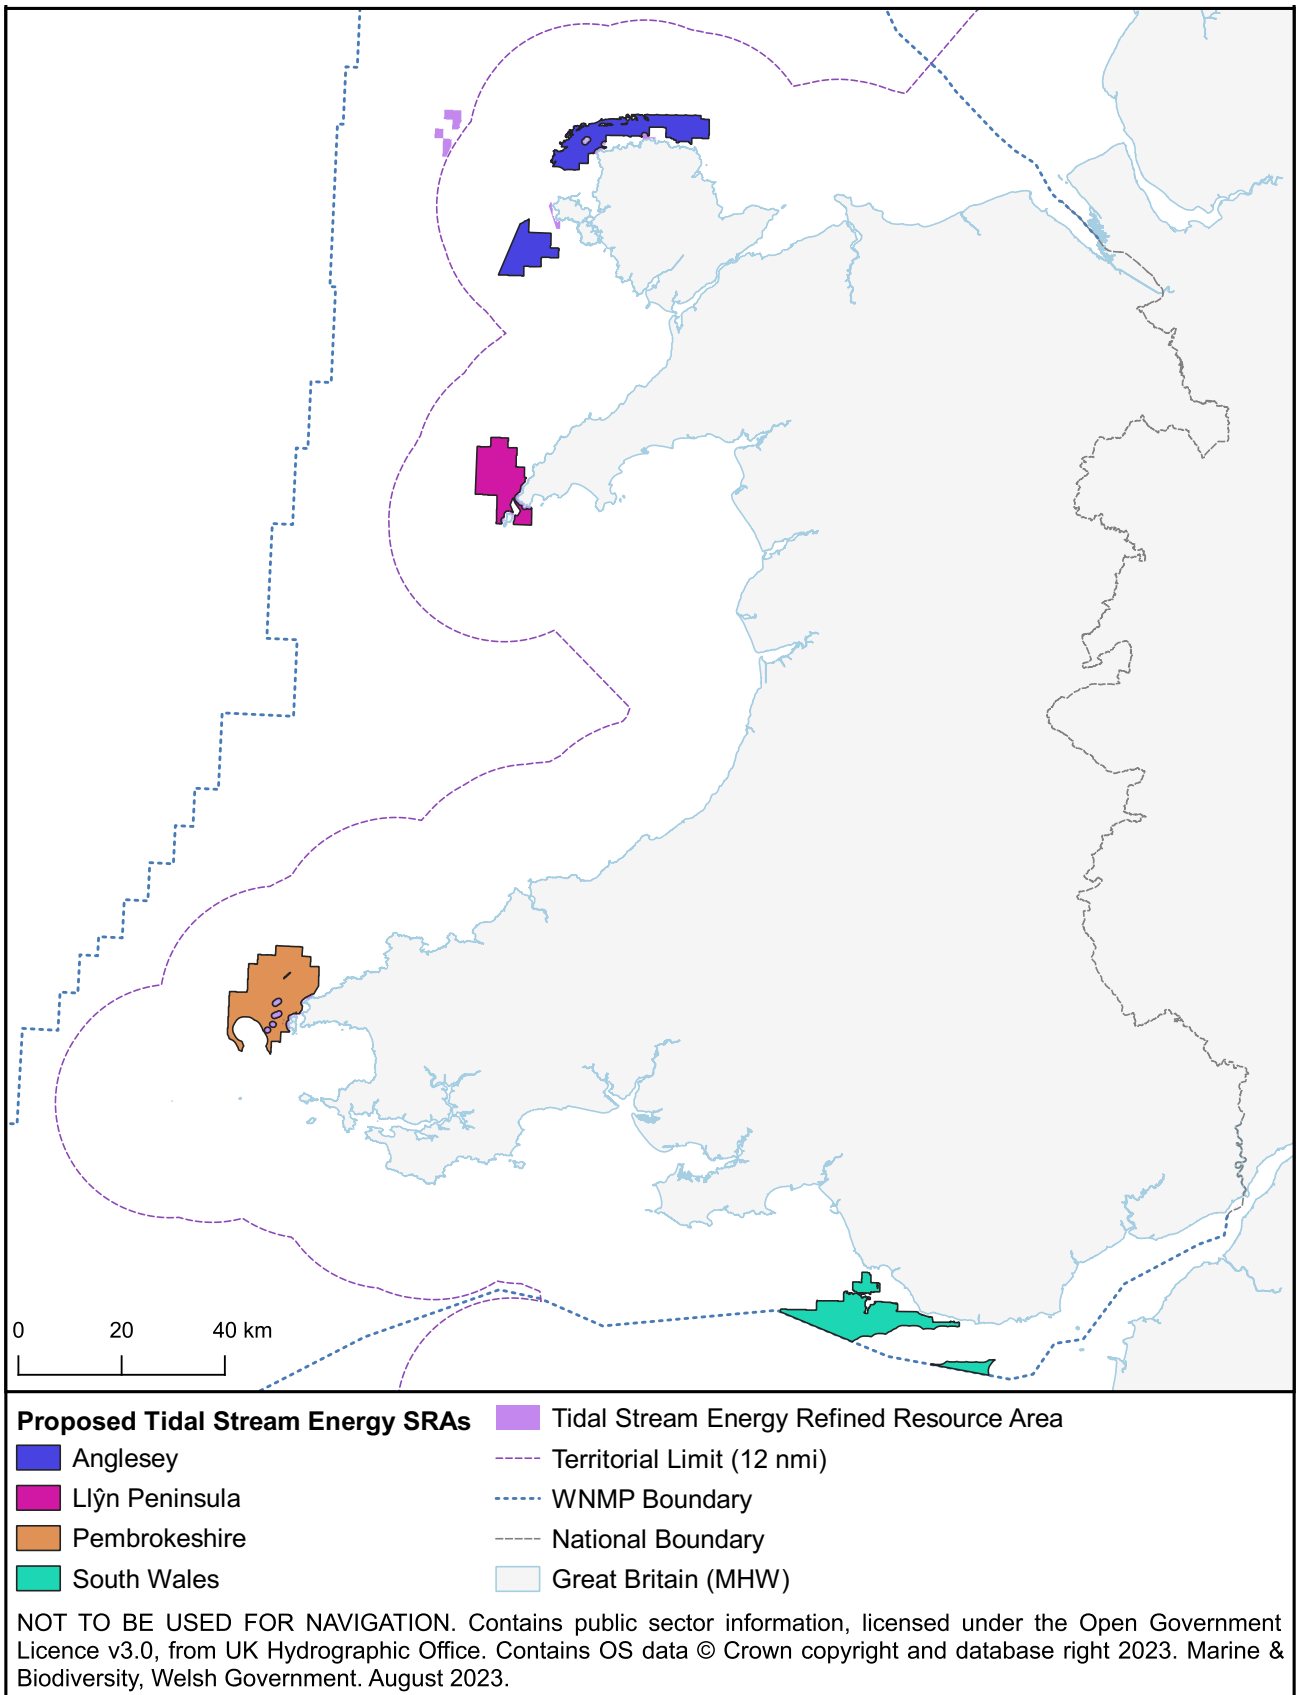 0 20 40 km
Proposed Tidal Stream Energy SRAs
Anglesey
Llŷn Peninsula
Pembrokeshire
South Wales
Tidal Stream Energy Refined Resource Area
Territorial Limit (12 nmi)
WNMP Boundary
National Boundary
Great Britain (MHW)
NOT TO BE USED FOR NAVIGATION. Contains public sector information, licensed under the Open Government
Licence v3.0, from UK Hydrographic Office. Contains OS data © Crown copyright and database right 2023. Marine &
Biodiversity, Welsh Government. August 2023.